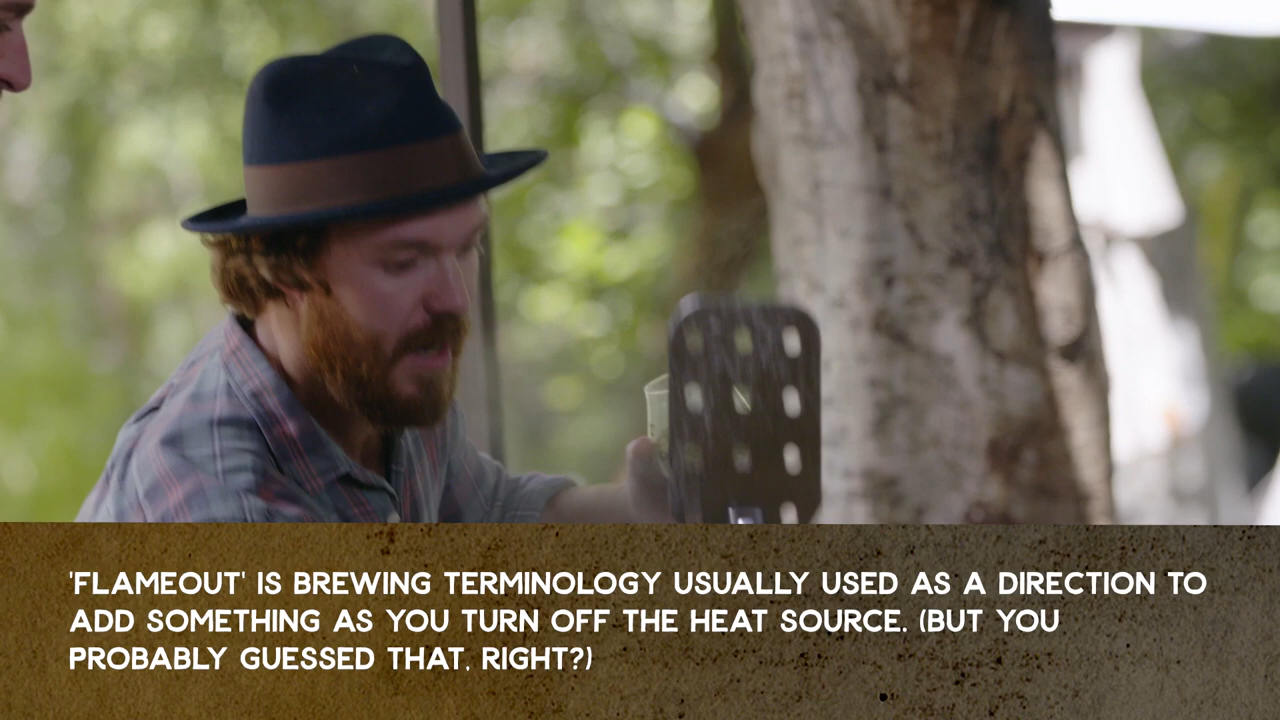 'FLAMEOUT' IS BREWING TERMINOLOGY USUALLY USED AS A DIRECTION TO
ADD SOMETHING AS YOU TURN OFF THE HEAT SOURCE. (BUT YOU
PROBABLY GUESSED THAT, RIGHT?)